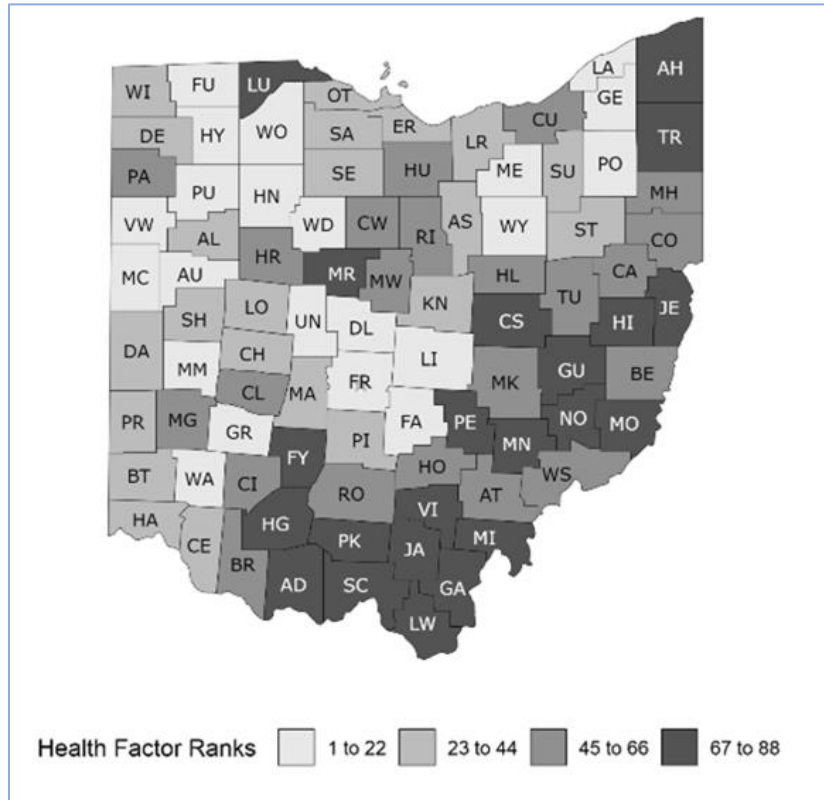 LA AH
WI FU LU OT GE
CU
DE HY WO SA ER LR TR
PA SE HU ME SU PO
PU HN MH
VW WD CW RI AS WY ST CO
AL
MC AU HR MR MW HL CA
TU JE
SH LO UN KN CS HI
DL
DA CH LI GU BE
MM FR MK
CL MA
PR MG FA PE NO MO
GR PI MN
FY HO
BT WA CI RO AT WS
HA HG VI
CE PK JA MI
BR AD SC GA
LW
Health Factor Ranks 1 to 22 23 to 44 45 to 66 67 to 88